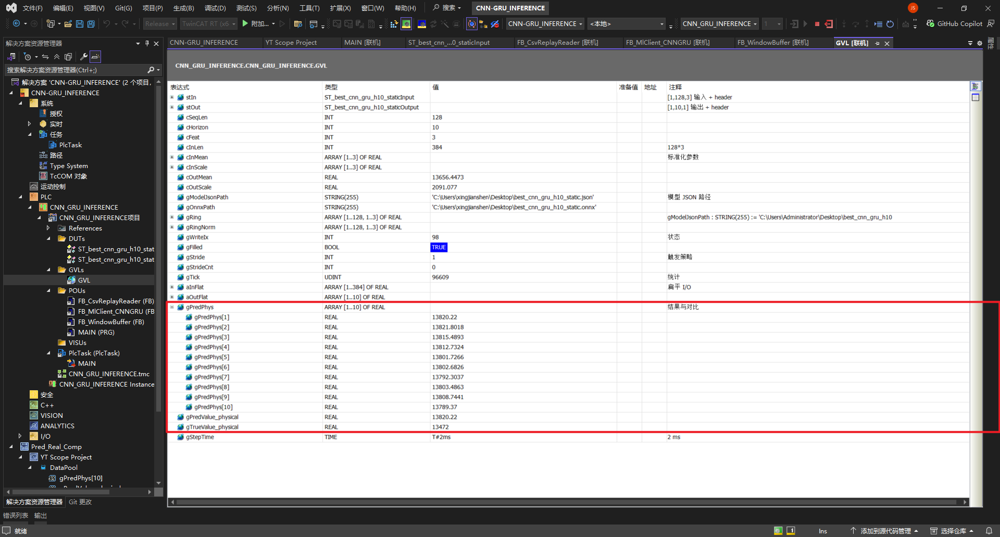 文件(F) 编辑(E) 视图(V) Git(G) 项目(P) 生成(B) 调试(D) 测试(S) 分析(N) 工具(T) 扩展(X) 窗口(W) 帮助(H) 搜索 CNN-GRU_INFERENCE JS
Release TwinCAT RT (x6 附加... CNN-GRU_INFERENCE <本地> CNN_GRU_INFERENCE 1 GitHub Copilot
解决方案资源管理器
搜索解决方案资源管理器(Ctrl+;)
解决方案 'CNN-GRU_INFERENCE' (2 个项目,
CNN-GRU_INFERENCE
系统
授权
实时
任务
PlcTask
路径
Type System
TcCOM 对象
运动控制
PLC
CNN_GRU_INFERENCE
CNN_GRU_INFERENCE项目
References
DUTs
ST_best_cnn_gru_h10_stat
ST_best_cnn_gru_h10_stat
GVLs
GVL
POUs
FB_CsvReplayReader (FB)
FB_MlClient_CNNGRU (FB
FB_WindowBuffer (FB)
MAIN (PRG)
VISUs
PlcTask (PlcTask)
MAIN
CNN_GRU_INFERENCE.tmc
CNN_GRU_INFERENCE Instance
安全
C++
VISION
ANALYTICS
I/O
Pred_Real_Comp
YT Scope Project
DataPool
gPredPhys[10]
解决方案资源管理器 Git 更改
CNN-GRU_INFERENCE YT Scope Project MAIN [联机] ST_best_cnn_...0_staticInput FB_CsvReplayReader [联机] FB_MlClient_CNNGRU [联机] FB_WindowBuffer [联机] GVL [联机]
CNN_GRU_INFERENCE.CNN_GRU_INFERENCE.GVL
表达式 类型 值 准备值 地址 注释
stIn ST_best_cnn_gru_h10_staticInput [1,128,3] 输入 + header
stOut ST_best_cnn_gru_h10_staticOutput [1,10,1] 输出 + header
cSeqLen INT 128
cHorizon INT 10
cFeat INT 3
cInLen INT 384 128*3
cInMean ARRAY [1..3] OF REAL 标准化参数
cInScale ARRAY [1..3] OF REAL
cOutMean REAL 13656.4473
cOutScale REAL 2091.077
gModelJsonPath STRING(255) 'C:\Users\xingjianshen\Desktop\best_cnn_gru_h10_static.json' 模型 JSON 路径
gOnnxPath STRING(255) 'C:\Users\xingjianshen\Desktop\best_cnn_gru_h10_static.onnx'
gRing ARRAY [1..128, 1..3] OF REAL gModelJsonPath : STRING(255) := 'C:\Users\Administrator\Desktop\best_cnn_gru_h10
gRingNorm ARRAY [1..128, 1..3] OF REAL
gWriteIx INT 98 状态
gFilled BOOL TRUE
gStride INT 1 触发策略
gStrideCnt INT 0
gTick UDINT 96609 统计
aInFlat ARRAY [1..384] OF REAL 扁平 I/O
aOutFlat ARRAY [1..10] OF REAL
gPredPhys ARRAY [1..10] OF REAL 结果与对比
gPredPhys[1] REAL 13820.22
gPredPhys[2] REAL 13821.8018
gPredPhys[3] REAL 13815.4893
gPredPhys[4] REAL 13812.7324
gPredPhys[5] REAL 13801.7266
gPredPhys[6] REAL 13802.6826
gPredPhys[7] REAL 13792.3037
gPredPhys[8] REAL 13803.4863
gPredPhys[9] REAL 13808.7441
gPredPhys[10] REAL 13789.37
gPredValue_physical REAL 13820.22
gTrueValue_physical REAL 13472
gStepTime TIME T#2ms 2 ms
错误列表 输出
就绪 Ins 添加到源代码管理 选择仓库